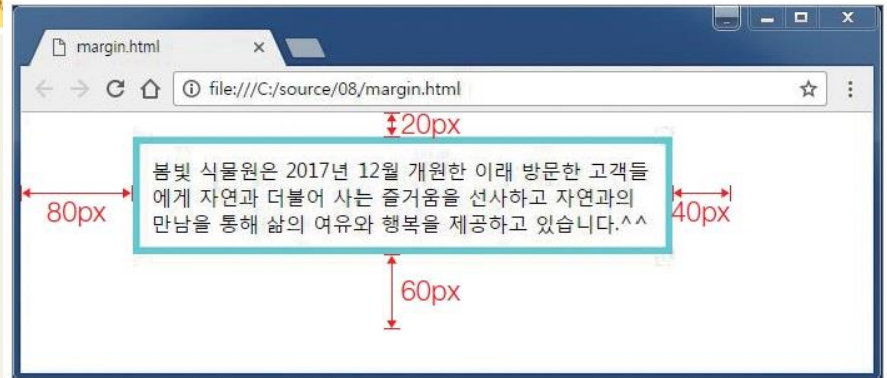 margin.html
file:///C:/source/08/margin.html
20px
봄빛 식물원은 2017년 12월 개원한 이래 방문한 고객들
에게 자연과 더불어 사는 즐거움을 선사하고 자연과의
만남을 통해 삶의 여유와 행복을 제공하고 있습니다.^^
80px
40px
60px